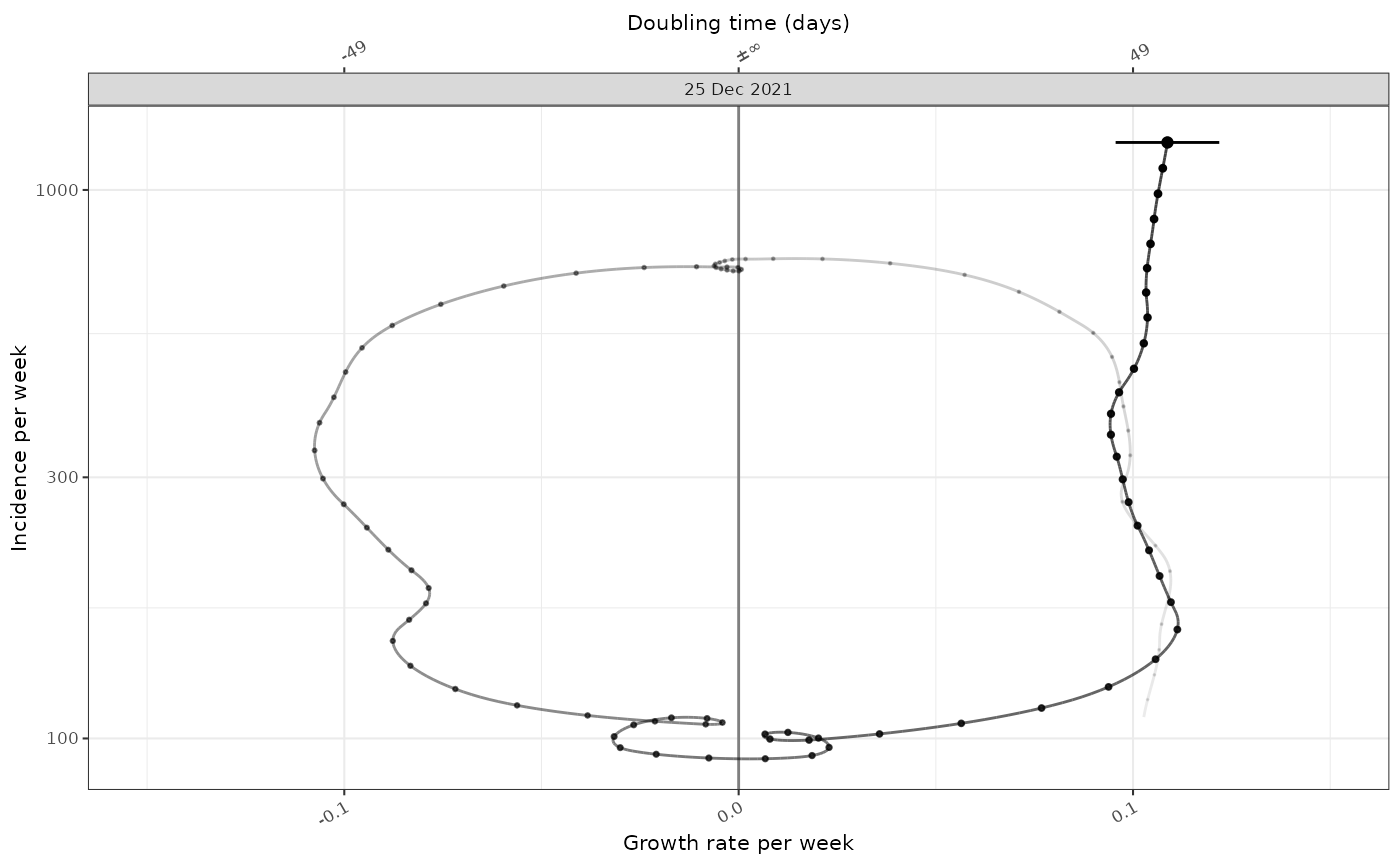 Doubling time (days)
-49 ±∞ 49
25 Dec 2021
Incidence per week
1000
300
100
-0.1 0.0 0.1
Growth rate per week